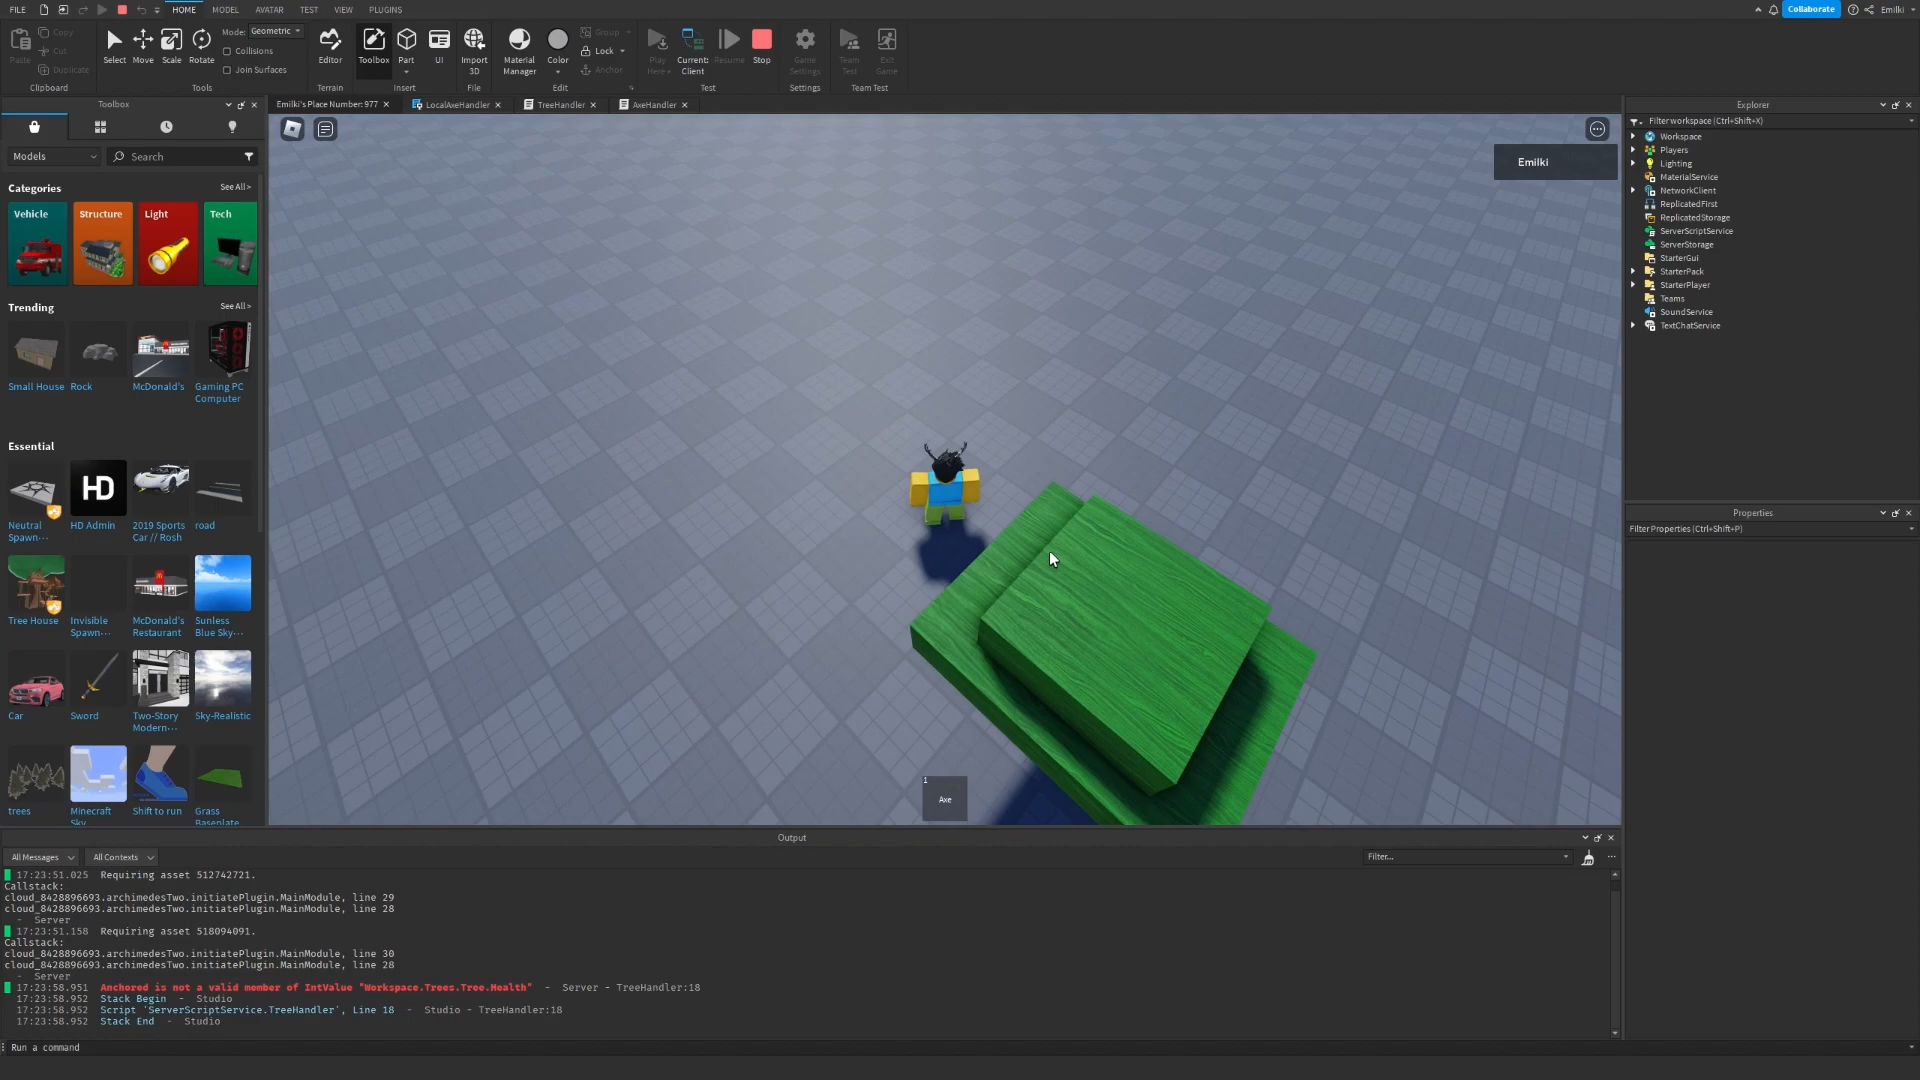 FILE
HOME
MODEL
AVATAR
TEST
VIEW
PLUGINS
Collaborate
Emilki
Paste
Copy
Cut
Duplicate
Clipboard
Select
Move
Scale
Rotate
Mode: Geometric
Collisions
Join Surfaces
Tools
Editor
Terrain
Toolbox
Part
UI
Insert
Import
3D
File
Material
Manager
Color
Group
Lock
Anchor
Edit
Play
Here
Current:
Client
Resume
Stop
Test
Game
Settings
Settings
Team
Test
Exit
Game
Team Test
Toolbox
Emilki's Place Number: 977
LocalAxeHandler
TreeHandler
AxeHandler
Models
Search
Categories
See All >
Vehicle
Structure
Light
Tech
Trending
See All >
Small House
Rock
McDonald's
Gaming PC
Computer
Essential
Neutral
Spawn···
HD
HD Admin
2019 Sports
Car // Rosh
road
Tree House
Invisible
Spawn···
McDonald's
Restaurant
Sunless
Blue Sky···
Car
Sword
Two-Story
Modern···
Sky-Realistic
trees
Minecraft
Sky
Shift to run
Grass
Baseplate
Emilki
1
Axe
Explorer
Filter workspace (Ctrl+Shift+X)
Workspace
Players
Lighting
MaterialService
NetworkClient
ReplicatedFirst
ReplicatedStorage
ServerScriptService
ServerStorage
StarterGui
StarterPack
StarterPlayer
Teams
SoundService
TextChatService
Properties
Filter Properties (Ctrl+Shift+P)
Output
All Messages
All Contexts
Filter...
17:23:51.025 Requiring asset 512742721.
Callstack:
cloud_8428896693.archimedesTwo.initiatePlugin.MainModule, line 29
cloud_8428896693.archimedesTwo.initiatePlugin.MainModule, line 28
- Server
17:23:51.158 Requiring asset 518094091.
Callstack:
cloud_8428896693.archimedesTwo.initiatePlugin.MainModule, line 30
cloud_8428896693.archimedesTwo.initiatePlugin.MainModule, line 28
- Server
17:23:58.951 Anchored is not a valid member of IntValue "Workspace.Trees.Tree.Health" - Server - TreeHandler:18
17:23:58.952 Stack Begin - Studio
17:23:58.952 Script 'ServerScriptService.TreeHandler', Line 18 - Studio - TreeHandler:18
17:23:58.952 Stack End - Studio
Run a command